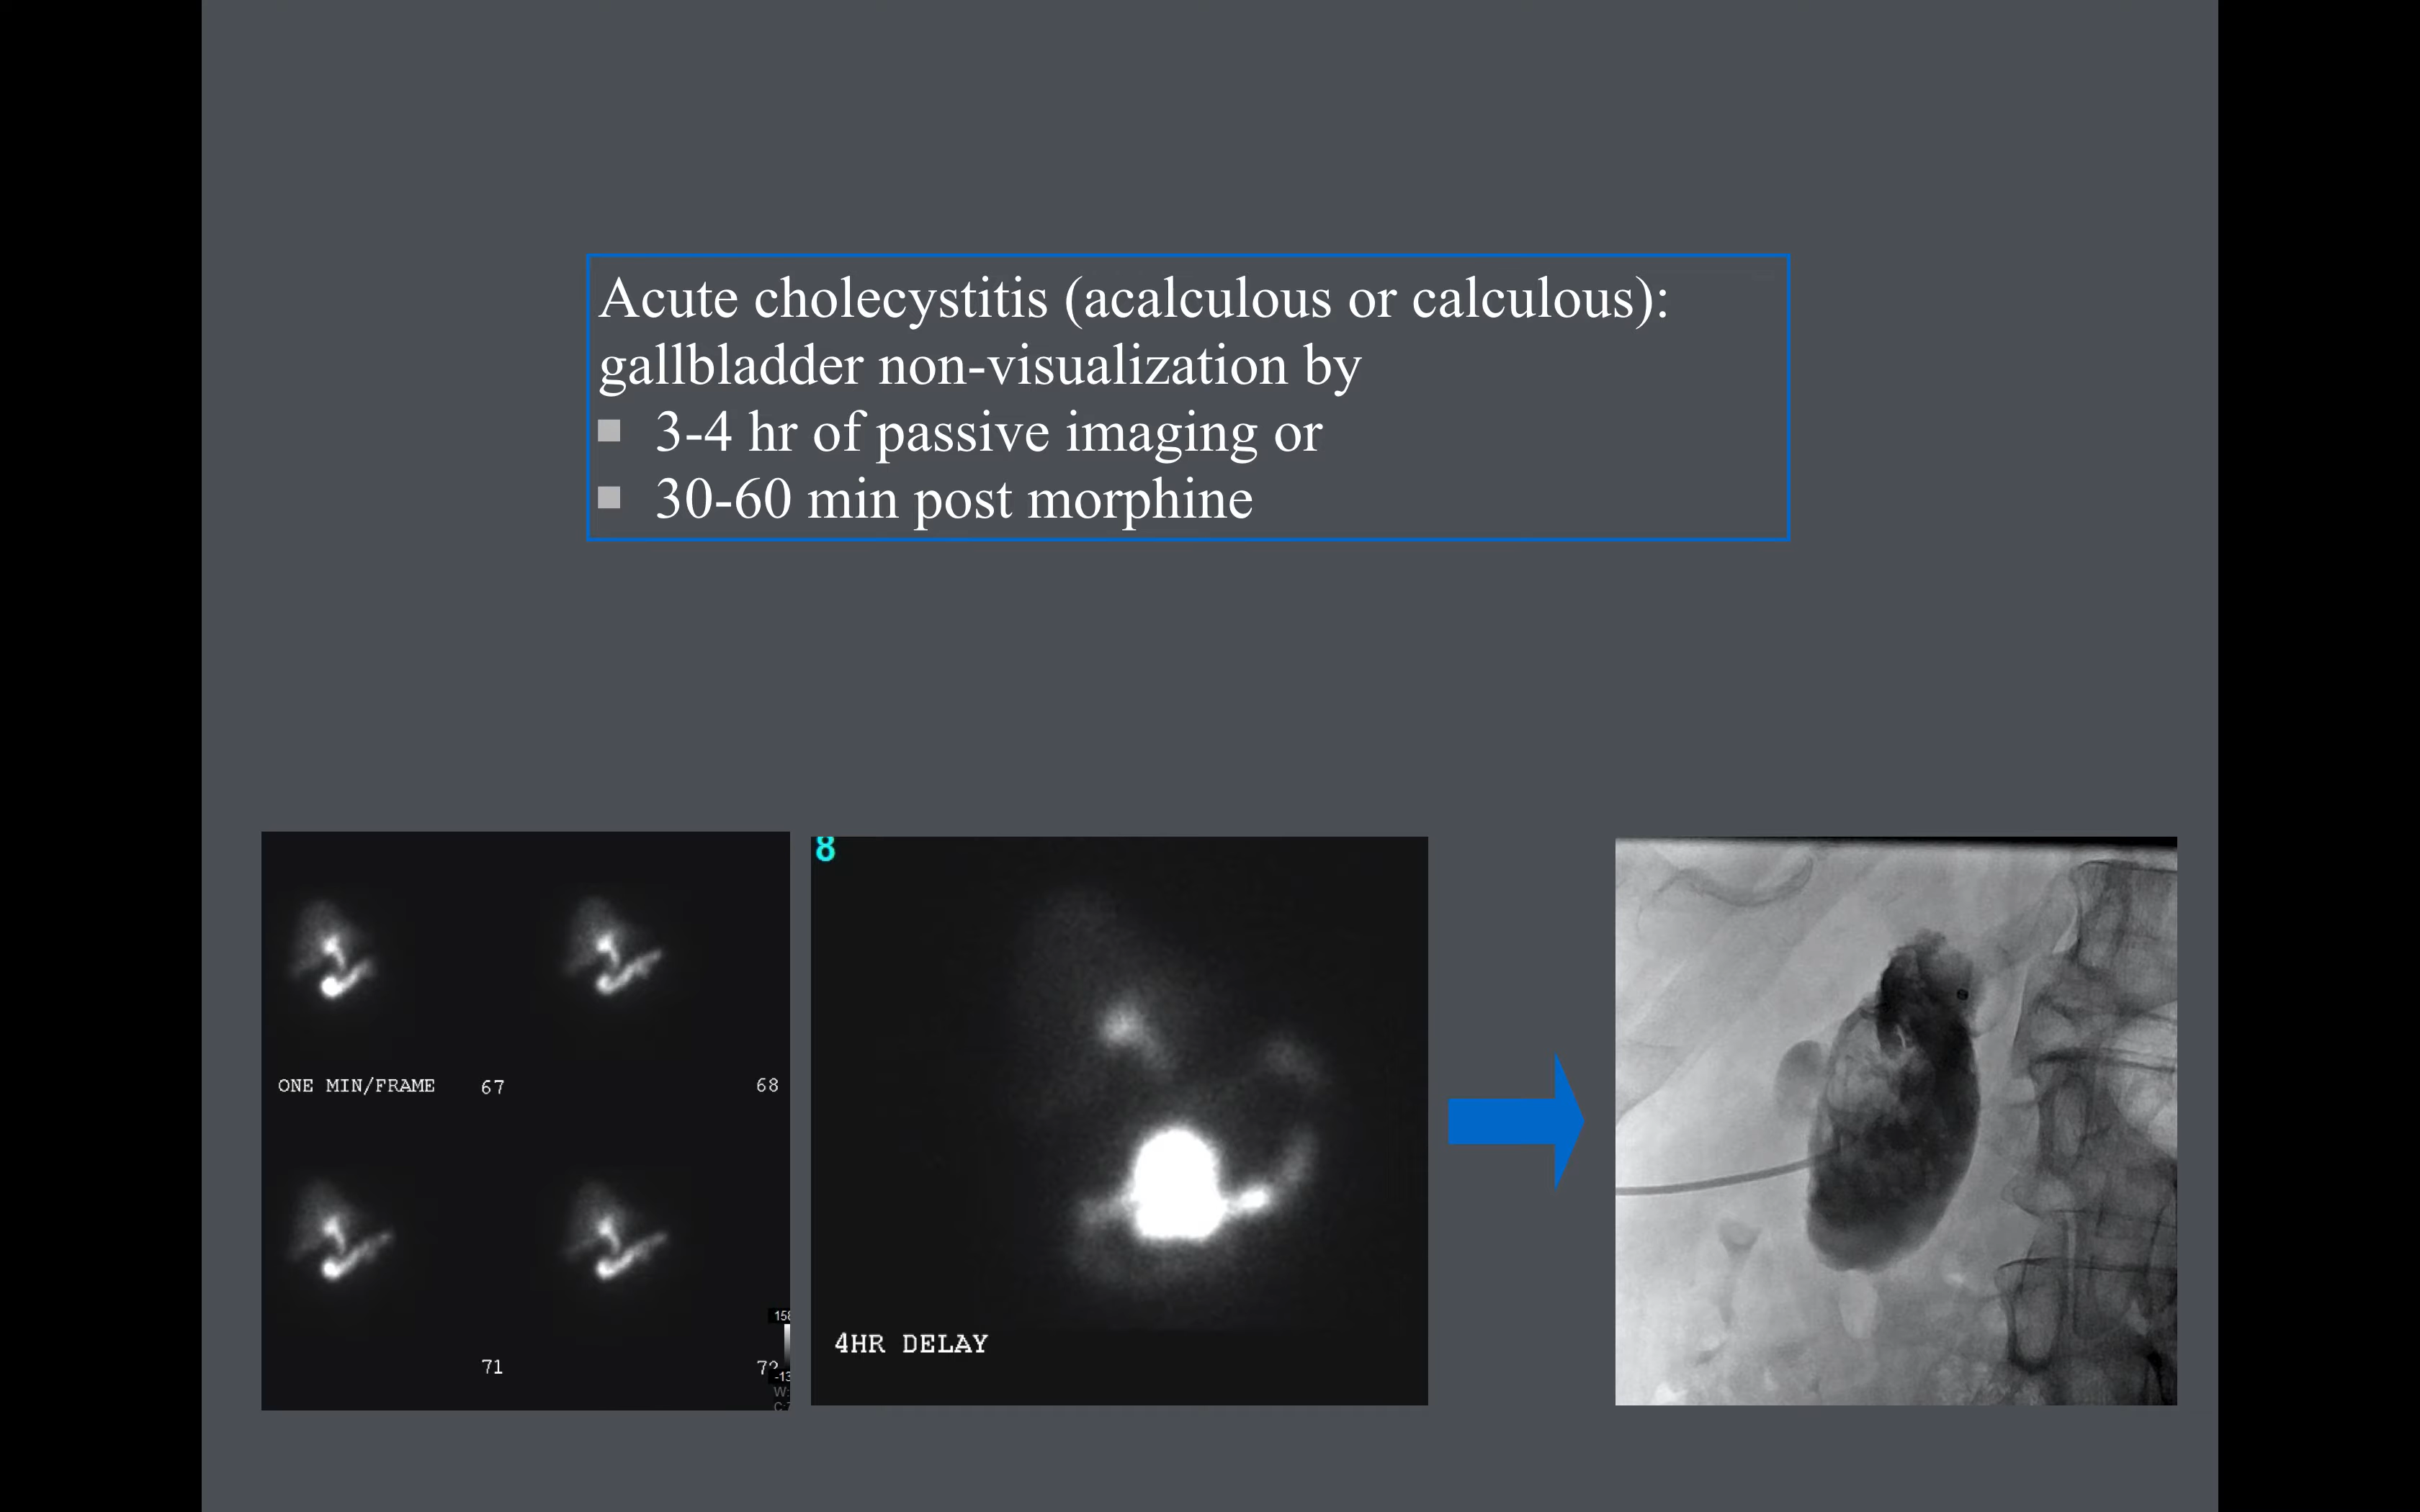 Acute cholecystitis (acalculous or calculous):
gallbladder non-visualization by
3-4 hr of passive imaging or
30-60 min post morphine
8
ONE MIN/FRAME 67 68
71
4HR DELAY